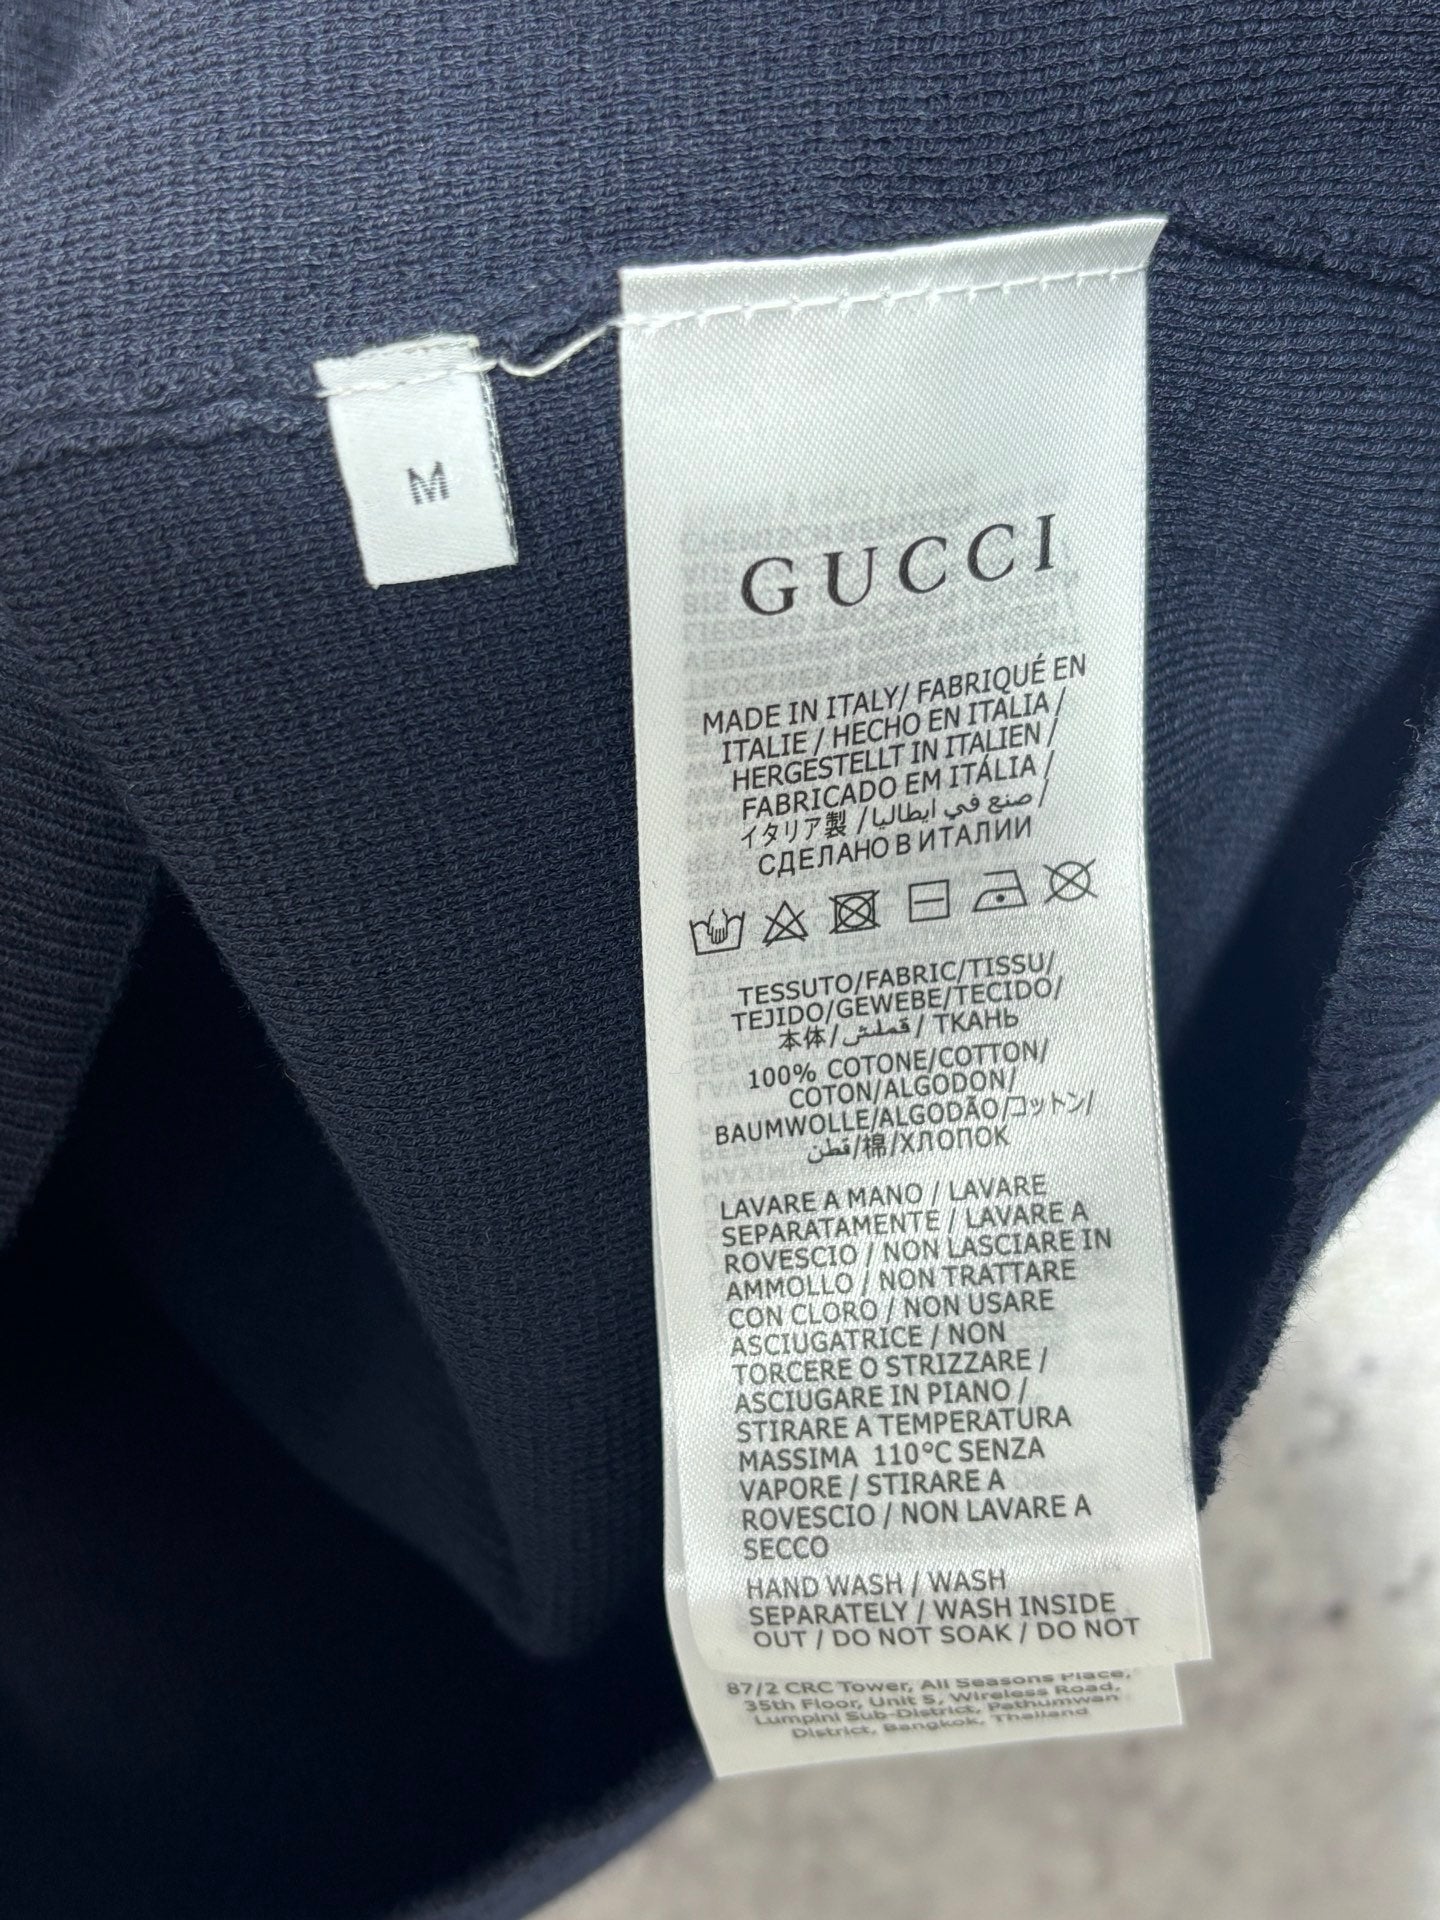 M
GUCCI
MADE IN ITALY/ FABRIQUÉ EN
ITALIE / HECHO EN ITALIA /
HERGESTELLT IN ITALIEN /
FABRICADO EM ITÁLIA /
イタリア製 / صنع في ايطاليا /
СДЕЛАНО В ИТАЛИИ
TESSUTO/FABRIC/TISSU/
TEJIDO/GEWEBE/TECIDO/
本体/قملش/ ТКАНЬ
100% COTONE/COTTON/
COTON/ALGODON/
BAUMWOLLE/ALGODÃO/コットン/
قطن/棉/ХЛОПОК
LAVARE A MANO / LAVARE
SEPARATAMENTE / LAVARE A
ROVESCIO / NON LASCIARE IN
AMMOLLO / NON TRATTARE
CON CLORO / NON USARE
ASCIUGATRICE / NON
TORCERE O STRIZZARE /
ASCIUGARE IN PIANO /
STIRARE A TEMPERATURA
MASSIMA 110°C SENZA
VAPORE / STIRARE A
ROVESCIO / NON LAVARE A
SECCO
HAND WASH / WASH
SEPARATELY / WASH INSIDE
OUT / DO NOT SOAK / DO NOT
87/2 CRC Tower, All Seasons Place,
35th Floor, Unit 5, Wireless Road,
Lumpini Sub-District, Pathumwan
District, Bangkok, Thailand